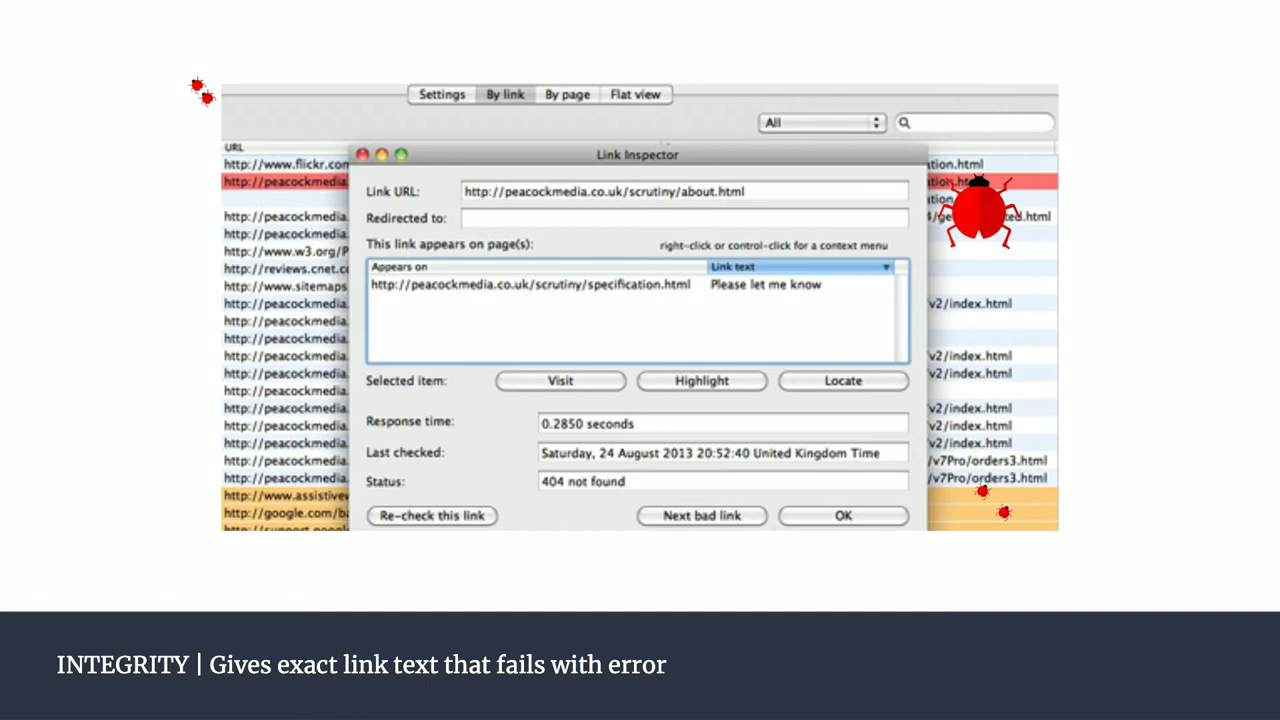 Settings By link By page Flat view
All
URL
Link Inspector
http://www.flickr.com
ation.html
http://peacockmedia.
Link URL: http://peacockmedia.co.uk/scrutiny/about.html
Redirected to:
http://peacockmedia.
http://peacockmedia.
This link appears on page(s): right-click or control-click for a context menu
http://www.w3.org/P
Appears on Link text
http://reviews.cnet.co
http://www.sitemaps.
http://peacockmedia.co.uk/scrutiny/specification.html Please let me know
http://peacockmedia. v2/index.html
http://peacockmedia.
http://peacockmedia.
http://peacockmedia. v2/index.html
http://peacockmedia. v2/index.html
Selected item: Visit Highlight Locate
http://peacockmedia.
http://peacockmedia. v2/index.html
http://peacockmedia. v2/index.html
Response time: 0.2850 seconds
http://peacockmedia. v2/index.html
http://peacockmedia. /v7Pro/orders3.html
Last checked: Saturday, 24 August 2013 20:52:40 United Kingdom Time
http://peacockmedia. /v7Pro/orders3.html
Status: 404 not found
http://www.assistivew
http://google.com/ba
Re-check this link Next bad link OK
INTEGRITY | Gives exact link text that fails with error